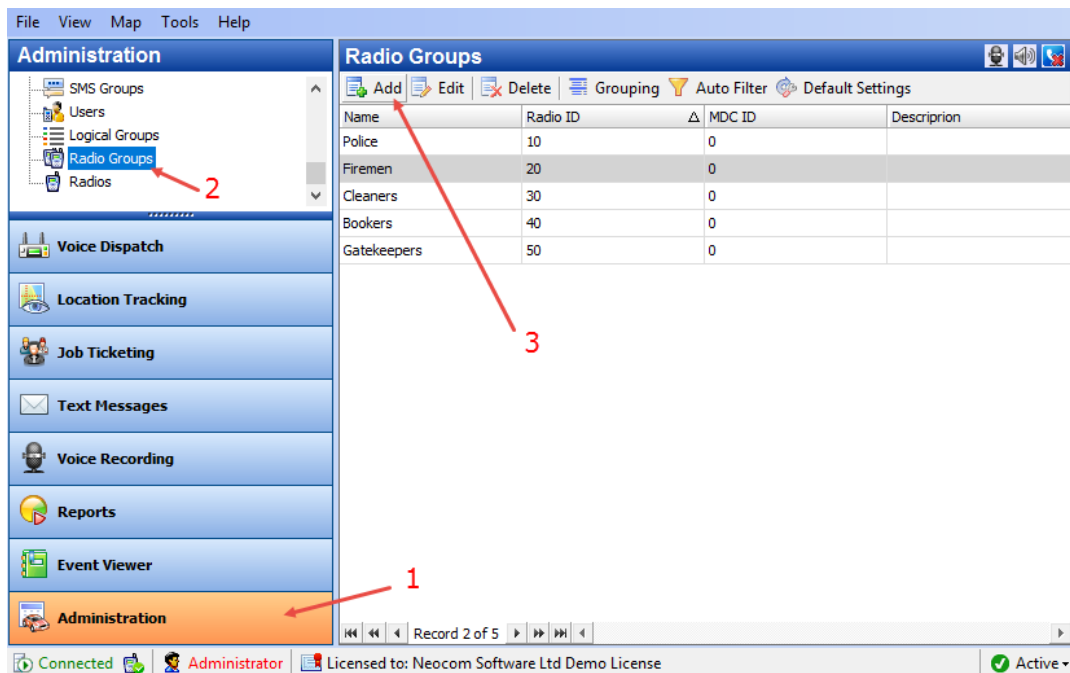 File View Map Tools Help
Administration
SMS Groups
Users
Logical Groups
Radio Groups
Radios
2
Voice Dispatch
Location Tracking
Job Ticketing
Text Messages
Voice Recording
Reports
Event Viewer
Administration
1
Radio Groups
Add Edit Delete Grouping Auto Filter Default Settings
Name Radio ID MDC ID Descriprion
Police 10 0
Firemen 20 0
Cleaners 30 0
Bookers 40 0
Gatekeepers 50 0
3
Record 2 of 5
Connected Administrator Licensed to: Neocom Software Ltd Demo License Active